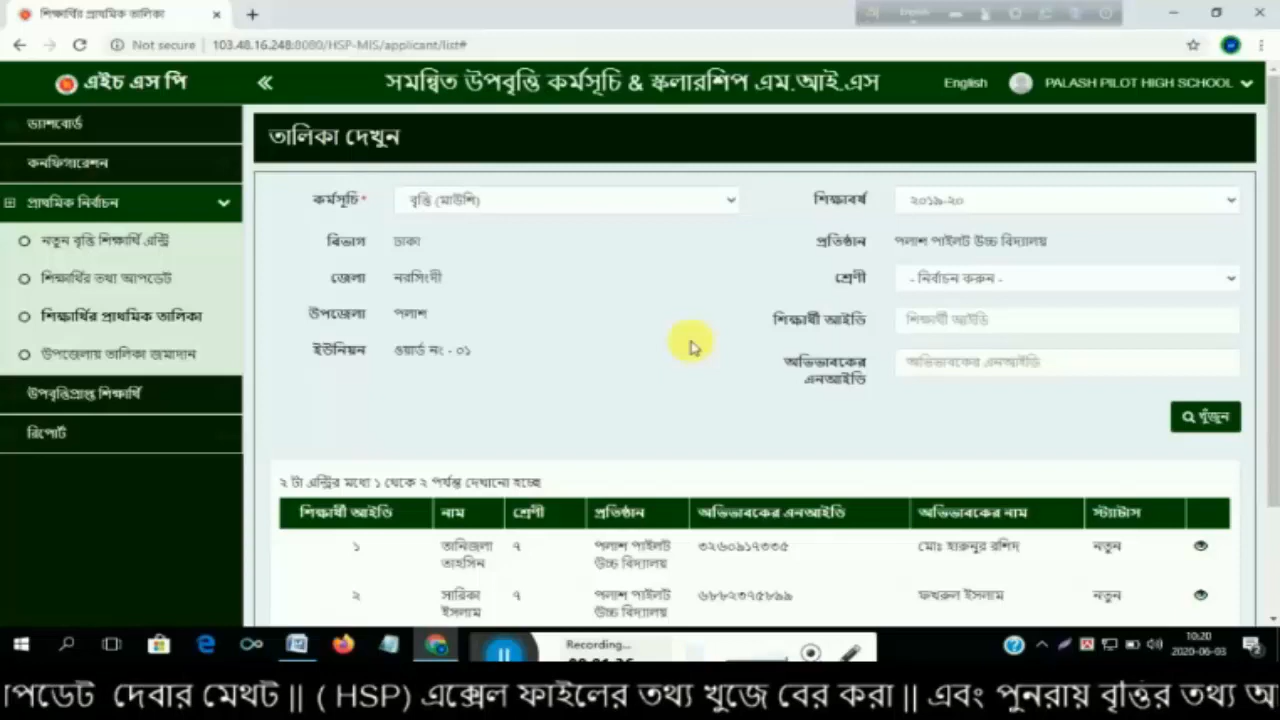 শিক্ষার্থির প্রাথমিক তালিকা
Not secure 103.48.16.248:8080/HSP-MIS/applicant/list#
এইচ এস পি
সমন্বিত উপবৃত্তি কর্মসূচি & স্কলারশিপ এম.আই.এস
English
PALASH PILOT HIGH SCHOOL
ড্যাশবোর্ড
কনফিগারেশন
প্রাথমিক নির্বাচন
নতুন বৃত্তি শিক্ষার্থি এন্ট্রি
শিক্ষার্থির তথ্য আপডেট
শিক্ষার্থির প্রাথমিক তালিকা
উপজেলায় তালিকা জমাদান
উপবৃত্তিপ্রাপ্ত শিক্ষার্থি
রিপোর্ট
তালিকা দেখুন
কর্মসূচি* বৃত্তি (মাউশি)
শিক্ষাবর্ষ ২০১৯-২০
বিভাগ ঢাকা
প্রতিষ্ঠান পলাশ পাইলট উচ্চ বিদ্যালয়
জেলা নরসিংদী
শ্রেণী - নির্বাচন করুন -
উপজেলা পলাশ
শিক্ষার্থী আইডি শিক্ষার্থী আইডি
ইউনিয়ন ওয়ার্ড নং - ০১
অভিভাবকের এনআইডি অভিভাবকের এনআইডি
খুঁজুন
২ টা এন্ট্রির মধ্যে ১ থেকে ২ পর্যন্ত দেখানো হচ্ছে
শিক্ষার্থী আইডি নাম শ্রেণী প্রতিষ্ঠান অভিভাবকের এনআইডি অভিভাবকের নাম স্ট্যাটাস
১ তানিজলা তাহসিন ৭ পলাশ পাইলট উচ্চ বিদ্যালয় ৩২৬০৯১৭৩৩৫ মোঃ হারুনুর রশিদ নতুন
২ সারিকা ইসলাম ৭ পলাশ পাইলট উচ্চ বিদ্যালয় ৬৮৮২৩৭৫৮৯৯ ফখরুল ইসলাম নতুন
Recording...
10:20
2020-06-03
পডেট দেবার মেথট || ( HSP) এক্সেল ফাইলের তথ্য খুজে বের করা || এবং পুনরায় বৃত্তির তথ্য আ